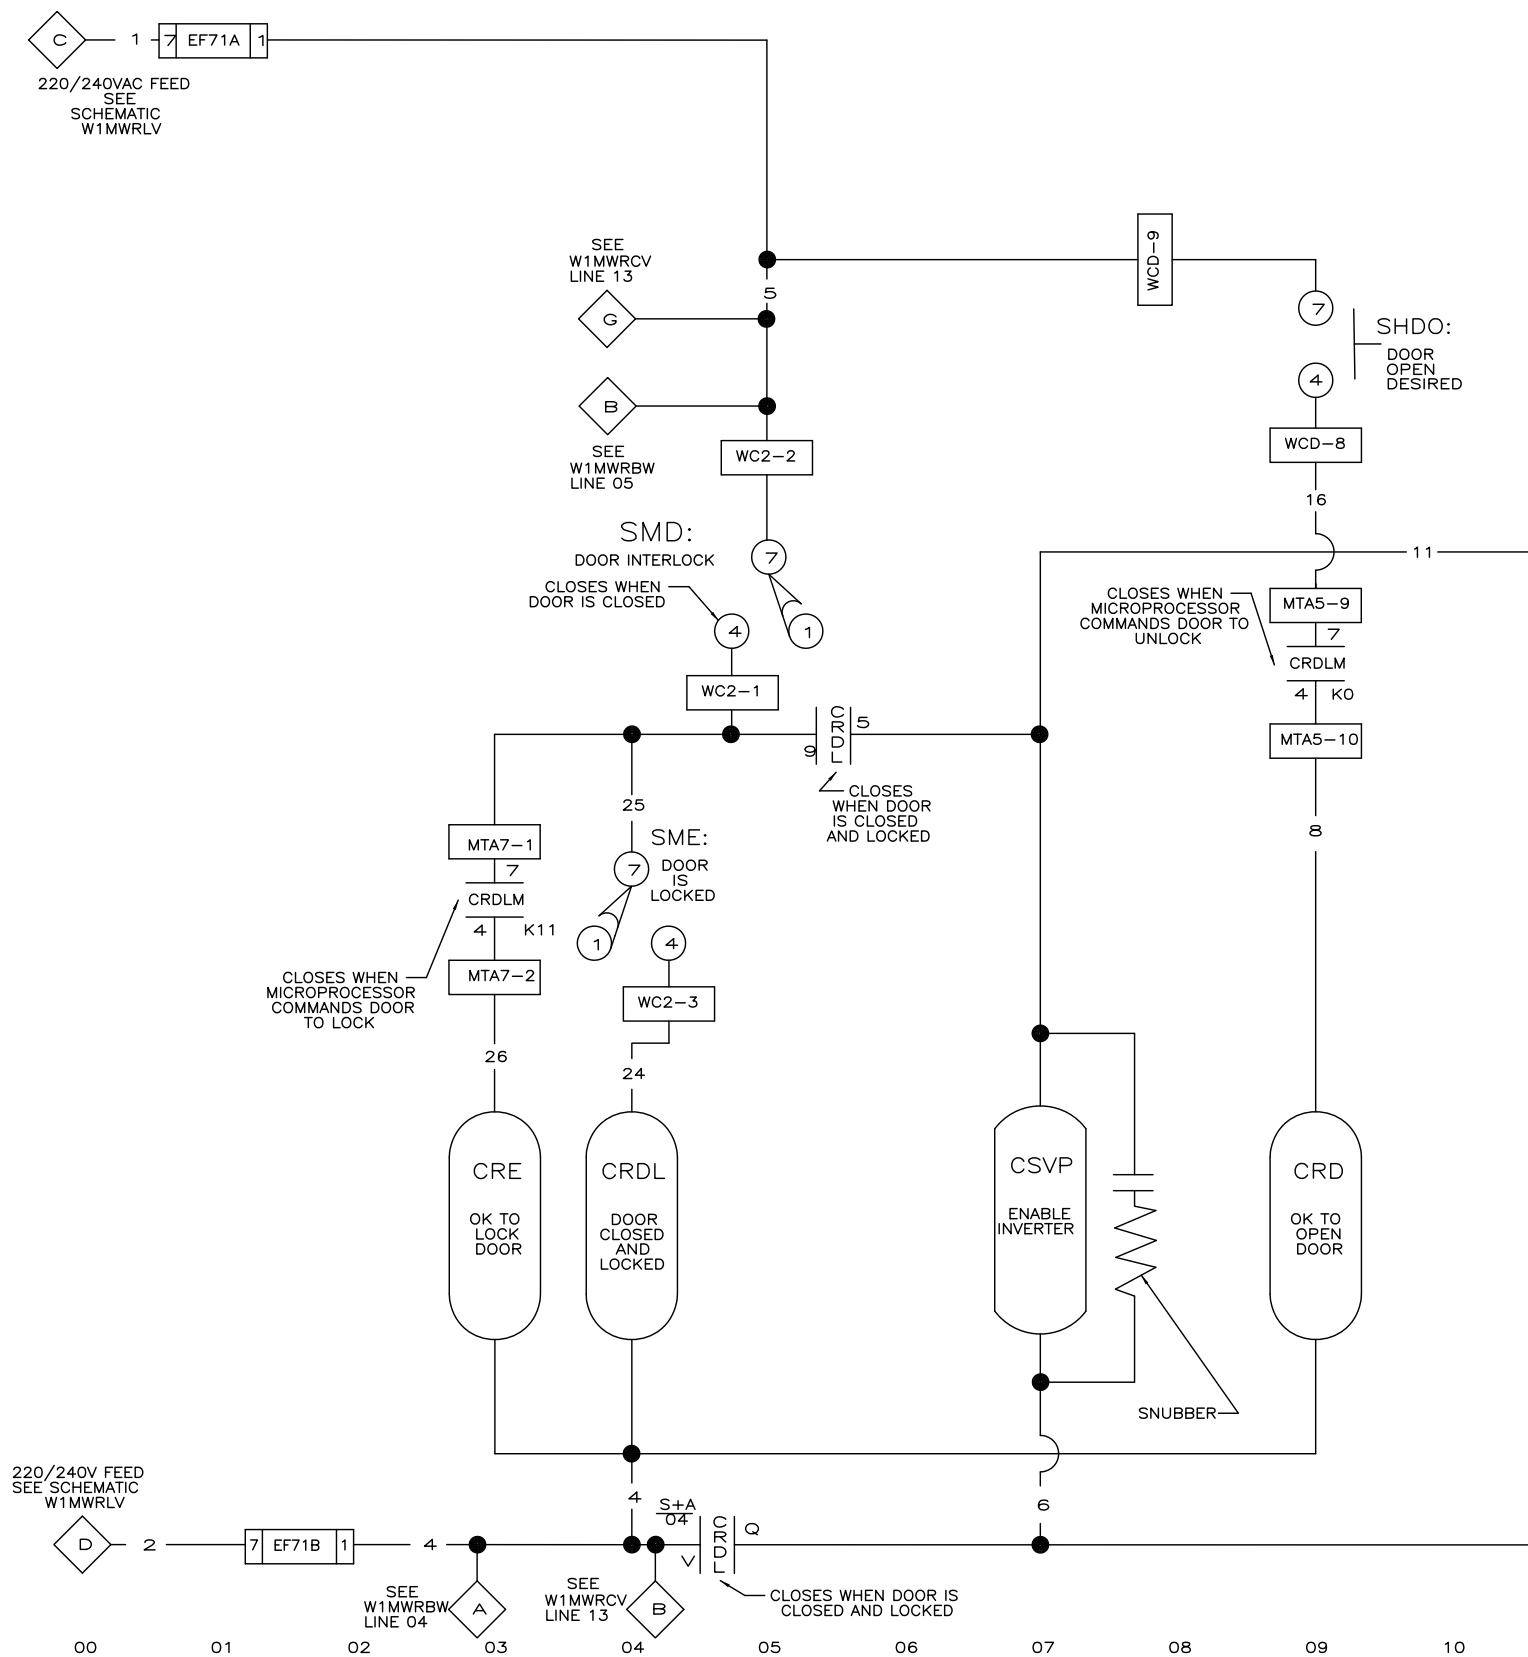 C
1
7
EF71A
1
220/240VAC FEED
SEE
SCHEMATIC
W1MWRLV
SEE
W1MWRCV
LINE 13
5
G
B
SEE
W1MWRBW
LINE 05
WC2-2
WCD-9
7
SHDO:
DOOR
OPEN
DESIRED
4
WCD-8
16
11
SMD:
DOOR INTERLOCK
CLOSES WHEN
DOOR IS CLOSED
7
4
1
WC2-1
CLOSES WHEN
MICROPROCESSOR
COMMANDS DOOR TO
UNLOCK
MTA5-9
7
CRDLM
4
K0
MTA5-10
8
CRDL
5
9
CLOSES
WHEN DOOR
IS CLOSED
AND LOCKED
25
SME:
DOOR
IS
LOCKED
7
1
4
WC2-3
24
MTA7-1
7
CRDLM
4
K11
MTA7-2
CLOSES WHEN
MICROPROCESSOR
COMMANDS DOOR
TO LOCK
26
CRE
OK TO
LOCK
DOOR
CRDL
DOOR
CLOSED
AND
LOCKED
CSVP
ENABLE
INVERTER
CRD
OK TO
OPEN
DOOR
SNUBBER
220/240V FEED
SEE SCHEMATIC
W1MWRLV
D
2
7
EF71B
1
4
4
S+A
04
V
CRDL
Q
6
SEE
W1MWRBW
LINE 04
A
SEE
W1MWRCV
LINE 13
B
CLOSES WHEN DOOR IS
CLOSED AND LOCKED
00 01 02 03 04 05 06 07 08 09 10